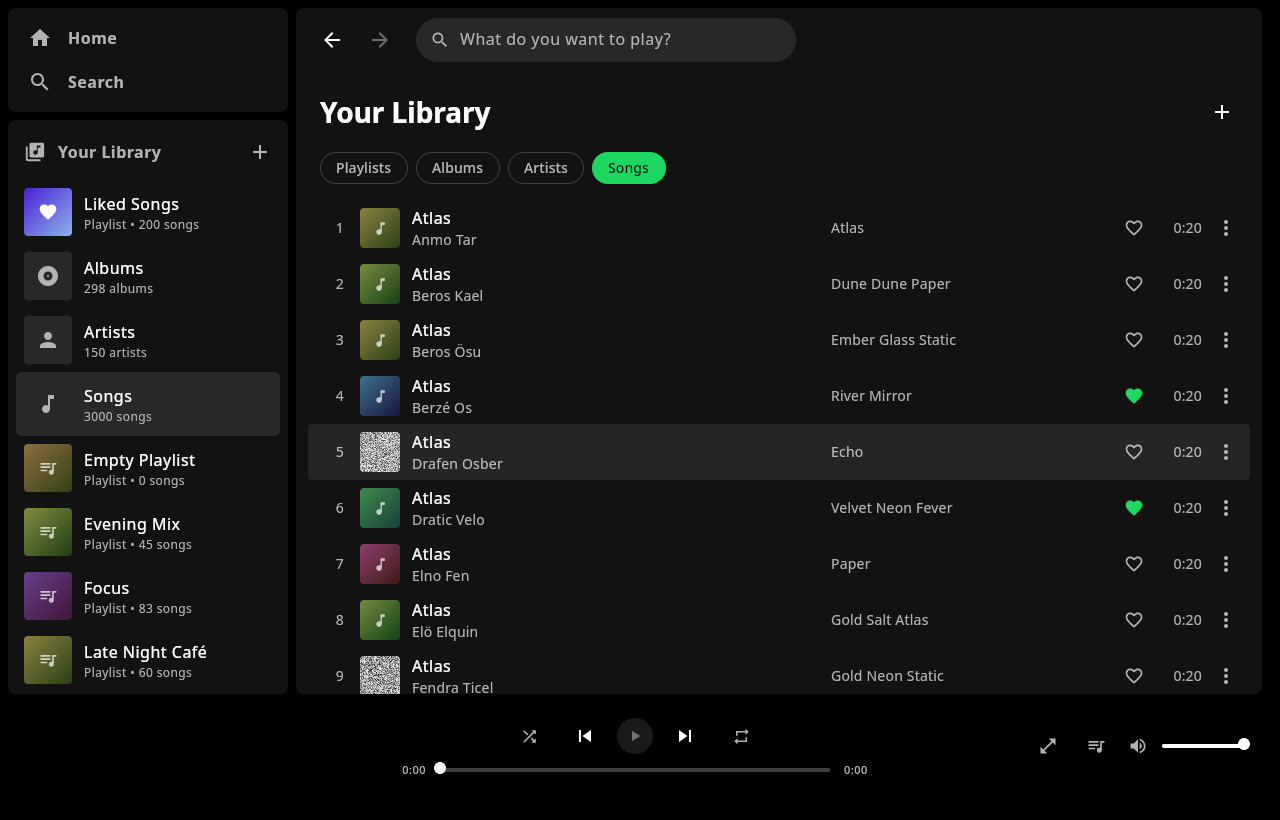 Home
Search
Your Library
Liked Songs
Playlist • 200 songs
Albums
298 albums
Artists
150 artists
Songs
3000 songs
Empty Playlist
Playlist • 0 songs
Evening Mix
Playlist • 45 songs
Focus
Playlist • 83 songs
Late Night Café
Playlist • 60 songs
What do you want to play?
Your Library
Playlists Albums Artists Songs
1 Atlas Atlas 0:20
Anmo Tar
2 Atlas Dune Dune Paper 0:20
Beros Kael
3 Atlas Ember Glass Static 0:20
Beros Ösu
4 Atlas River Mirror 0:20
Berzé Os
5 Atlas Echo 0:20
Drafen Osber
6 Atlas Velvet Neon Fever 0:20
Dratic Velo
7 Atlas Paper 0:20
Elno Fen
8 Atlas Gold Salt Atlas 0:20
Elö Elquin
9 Atlas Gold Neon Static 0:20
Fendra Ticel
0:00 0:00